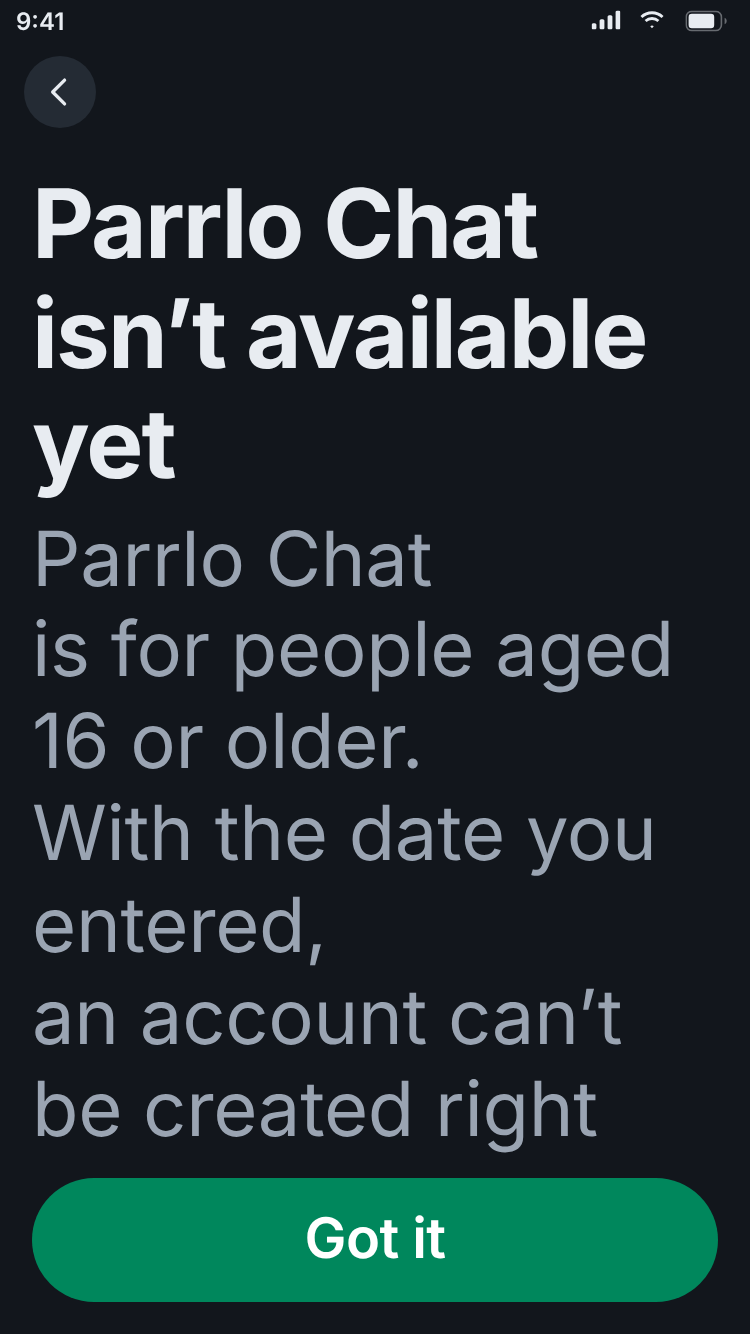 9:41
Parrlo Chat
isn’t available
yet
Parrlo Chat
is for people aged
16 or older.
With the date you
entered,
an account can’t
be created right
Got it